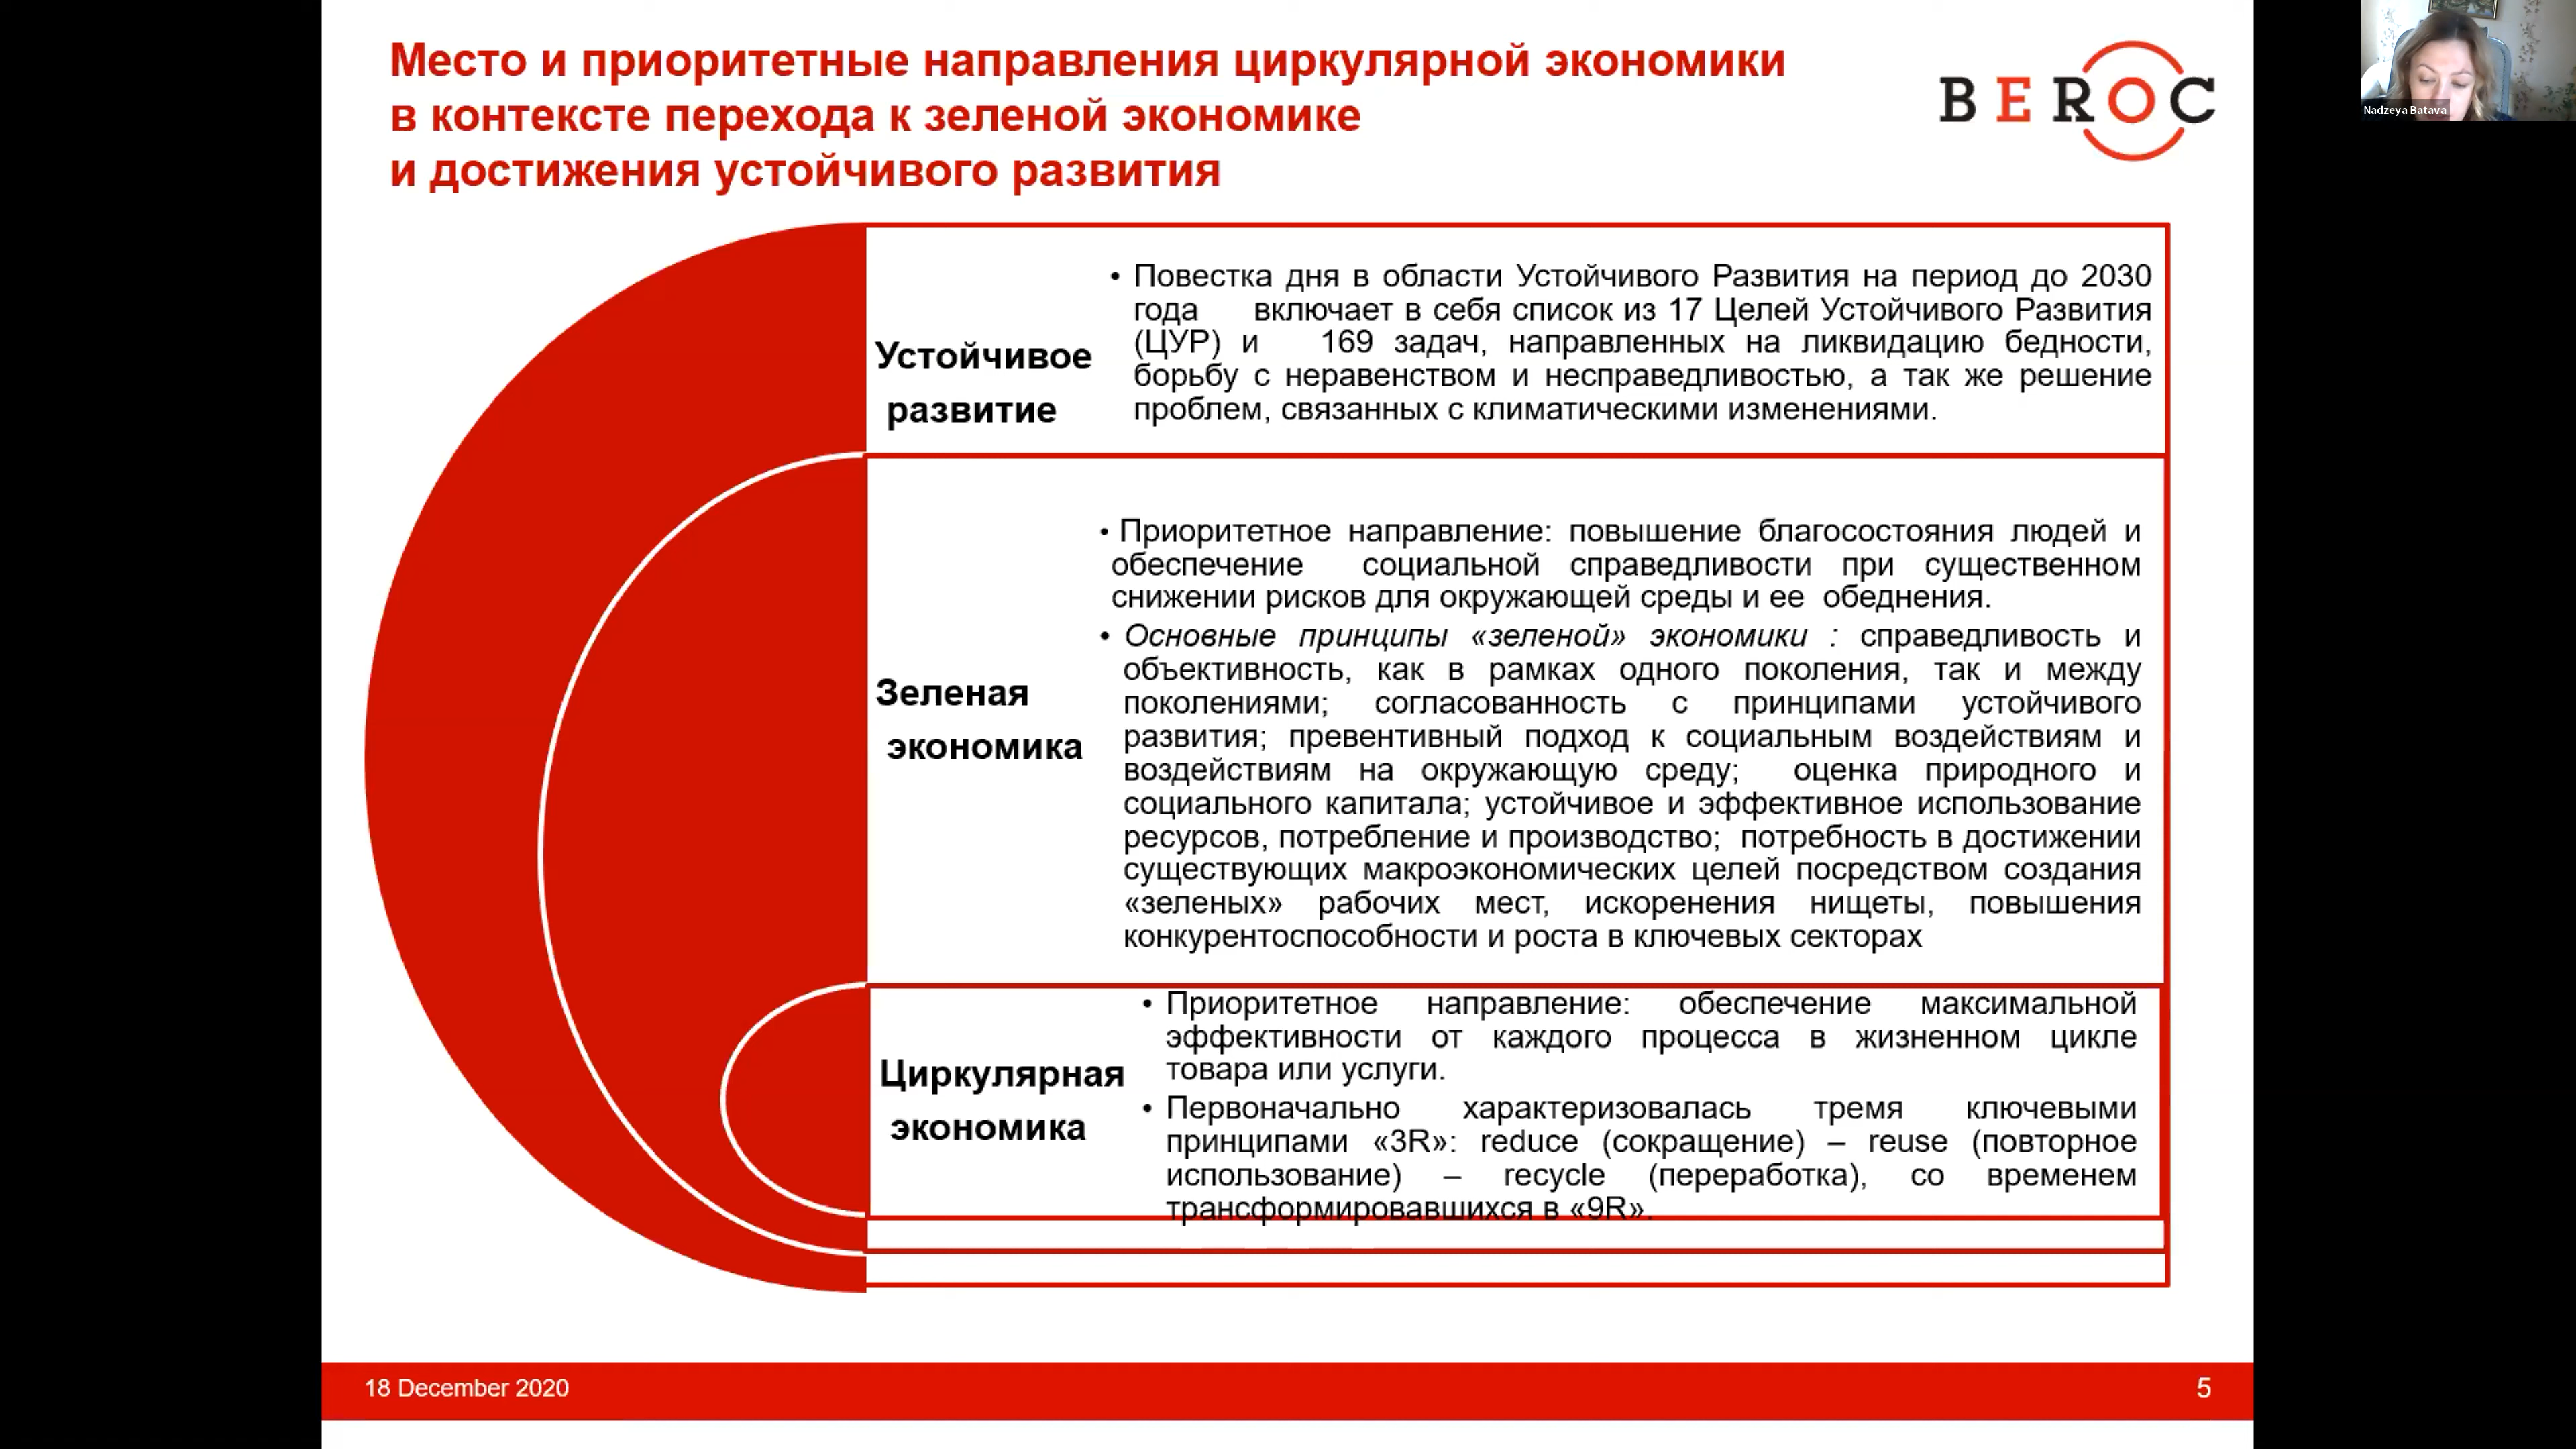 Место и приоритетные направления циркулярной экономики
в контексте перехода к зеленой экономике
и достижения устойчивого развития
BEROC
Nadzeya Batava
Устойчивое
развитие
• Повестка дня в области Устойчивого Развития на период до 2030
года включает в себя список из 17 Целей Устойчивого Развития
(ЦУР) и 169 задач, направленных на ликвидацию бедности,
борьбу с неравенством и несправедливостью, а так же решение
проблем, связанных с климатическими изменениями.
Зеленая
экономика
• Приоритетное направление: повышение благосостояния людей и
обеспечение социальной справедливости при существенном
снижении рисков для окружающей среды и ее обеднения.
• Основные принципы «зеленой» экономики : справедливость и
объективность, как в рамках одного поколения, так и между
поколениями; согласованность с принципами устойчивого
развития; превентивный подход к социальным воздействиям и
воздействиям на окружающую среду; оценка природного и
социального капитала; устойчивое и эффективное использование
ресурсов, потребление и производство; потребность в достижении
существующих макроэкономических целей посредством создания
«зеленых» рабочих мест, искоренения нищеты, повышения
конкурентоспособности и роста в ключевых секторах
Циркулярная
экономика
• Приоритетное направление: обеспечение максимальной
эффективности от каждого процесса в жизненном цикле
товара или услуги.
• Первоначально характеризовалась тремя ключевыми
принципами «3R»: reduce (сокращение) – reuse (повторное
использование) – recycle (переработка), со временем
трансформировавшихся в «9R».
18 December 2020
5